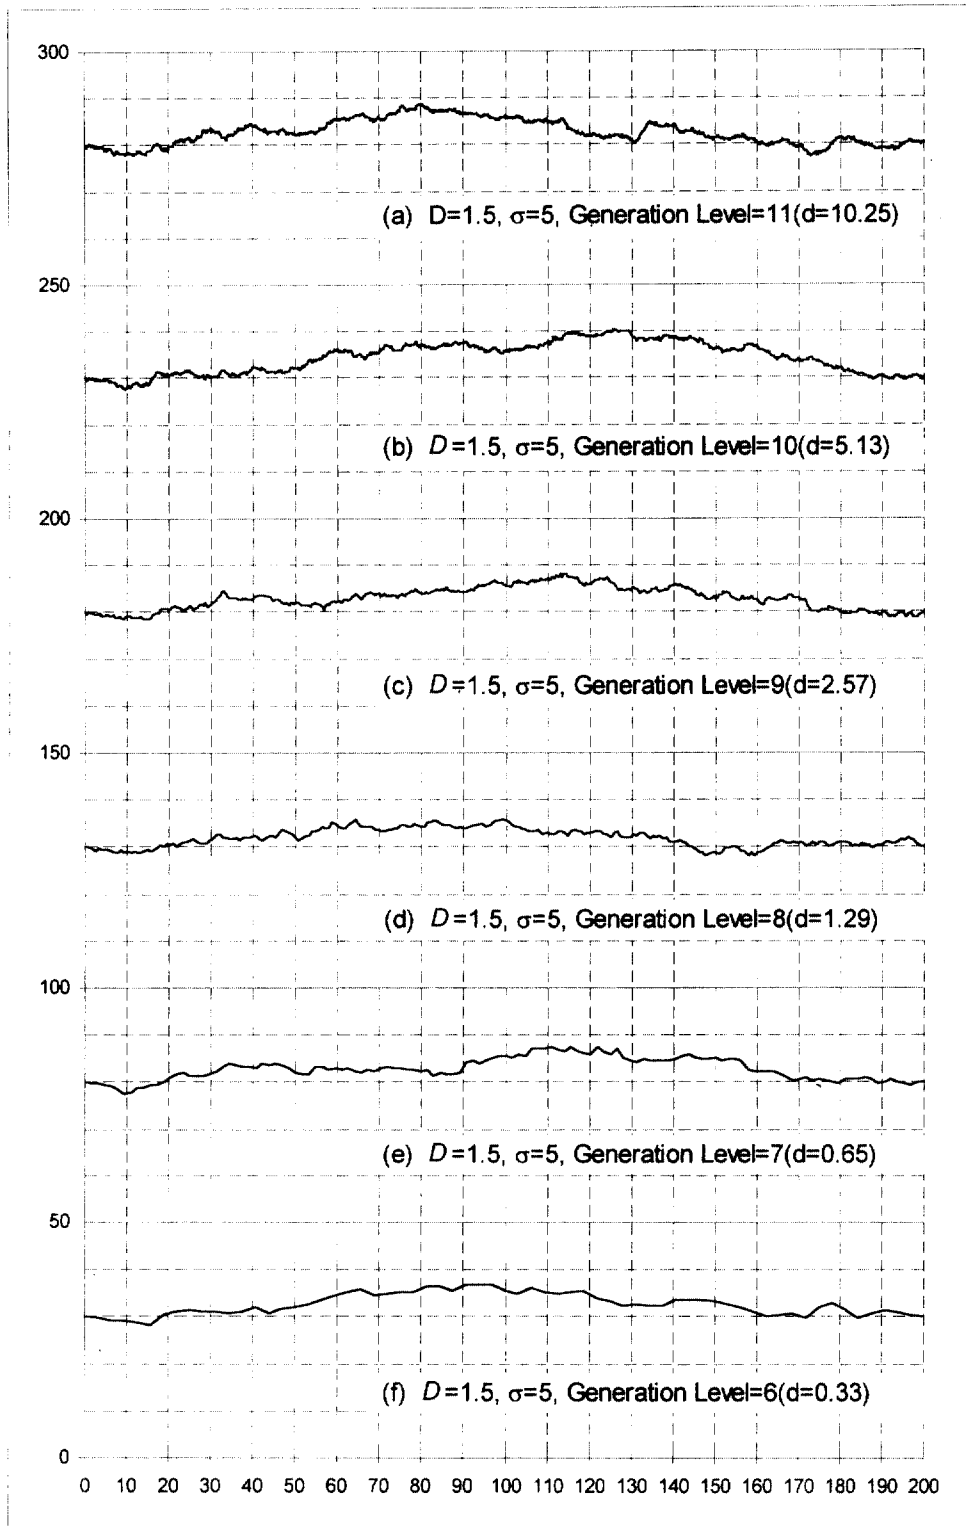 300
(a) D=1.5, σ=5, Generation Level=11(d=10.25)
250
(b) D=1.5, σ=5, Generation Level=10(d=5.13)
200
(c) D=1.5, σ=5, Generation Level=9(d=2.57)
150
(d) D=1.5, σ=5, Generation Level=8(d=1.29)
100
(e) D=1.5, σ=5, Generation Level=7(d=0.65)
50
(f) D=1.5, σ=5, Generation Level=6(d=0.33)
0
0 10 20 30 40 50 60 70 80 90 100 110 120 130 140 150 160 170 180 190 200